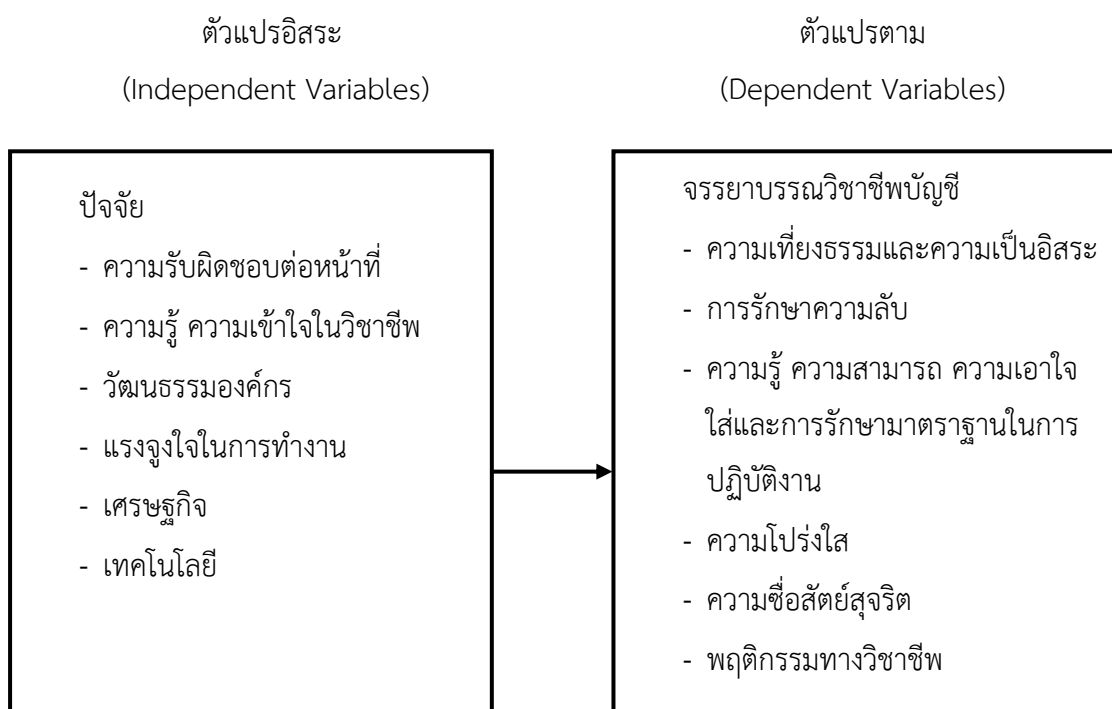 ตัวแปรอิสระ
(Independent Variables)
ปัจจัย
- ความรับผิดชอบต่อหน้าที่
- ความรู้ ความเข้าใจในวิชาชีพ
- วัฒนธรรมองค์กร
- แรงจูงใจในการทำงาน
- เศรษฐกิจ
- เทคโนโลยี
ตัวแปรตาม
(Dependent Variables)
จรรยาบรรณวิชาชีพบัญชี
- ความเที่ยงธรรมและความเป็นอิสระ
- การรักษาความลับ
- ความรู้ ความสามารถ ความเอาใจ
ใส่และการรักษามาตราฐานในการ
ปฏิบัติงาน
- ความโปร่งใส
- ความซื่อสัตย์สุจริต
- พฤติกรรมทางวิชาชีพ